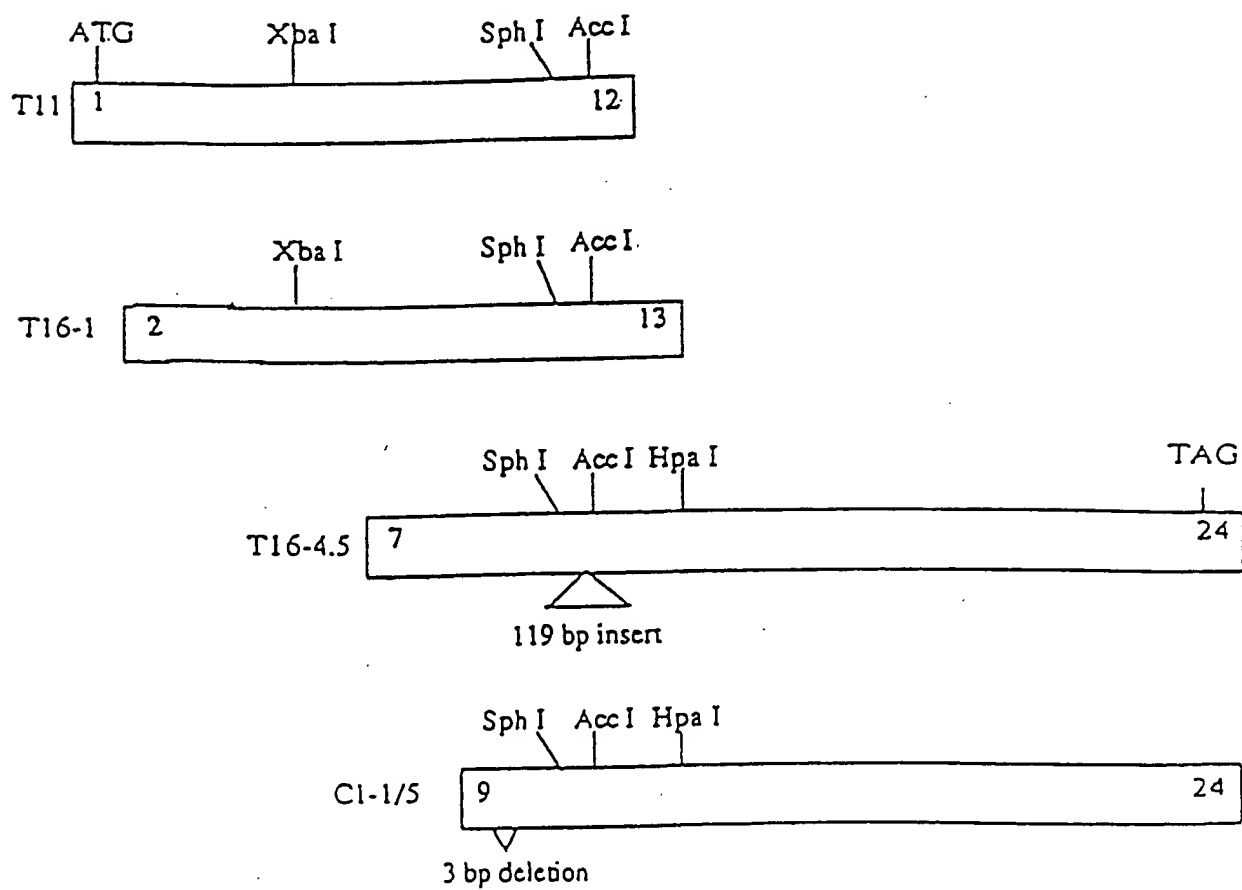 ATG Xba I Sph I Acc I
T11 1 12
Xba I Sph I Acc I
T16-1 2 13
Sph I Acc I Hpa I TAG
T16-4.5 7 24
119 bp insert
Sph I Acc I Hpa I
C1-1/5 9 24
3 bp deletion